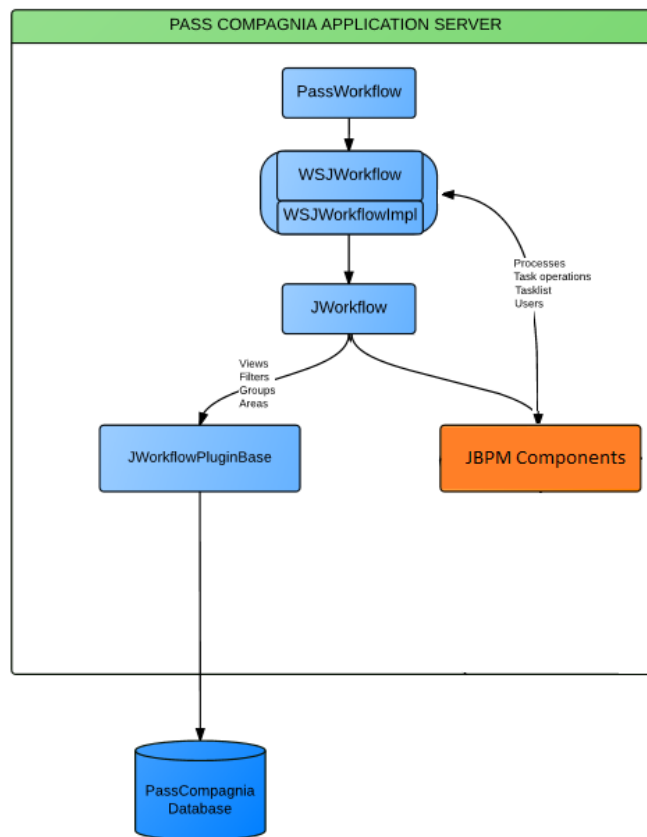 PASS COMPAGNIA APPLICATION SERVER
PassWorkflow
WSJWorkflow
WSJWorkflowImpl
Processes
Task operations
Tasklist
Users
JWorkflow
Views
Filters
Groups
Areas
JWorkflowPluginBase
JBPM Components
PassCompagnia
Database